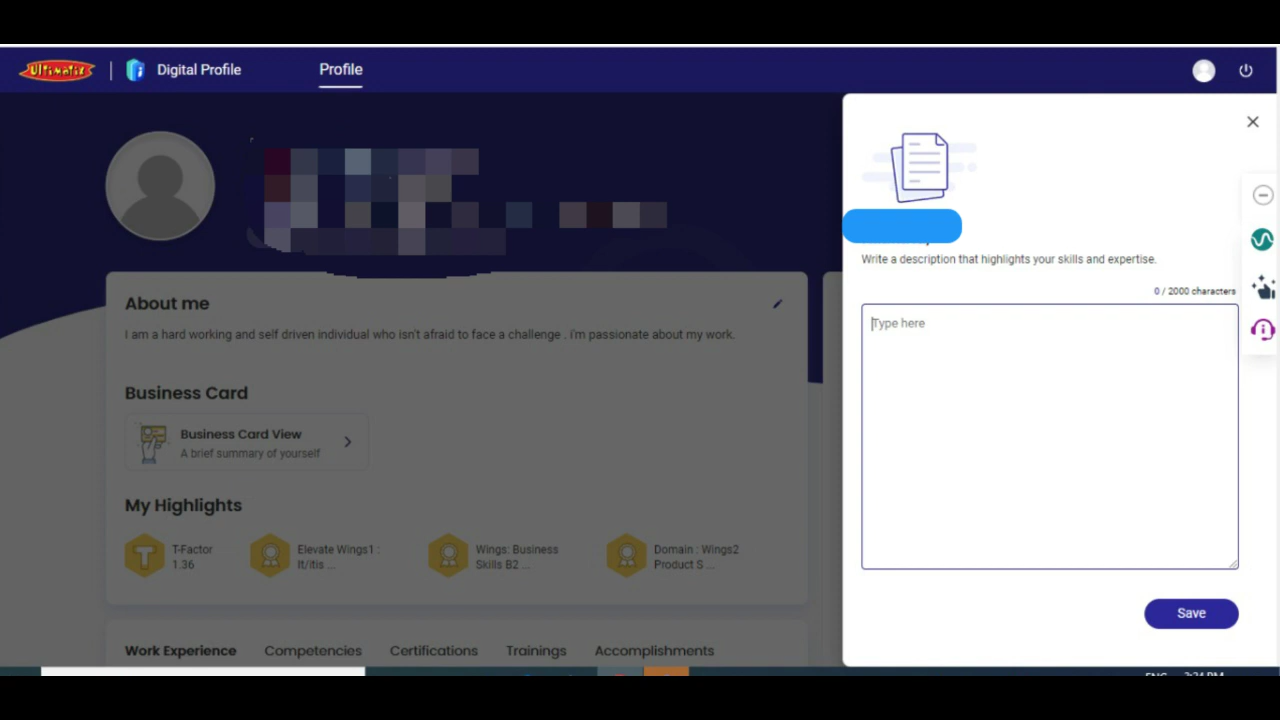 Ultimatix
Digital Profile
Profile
Write a description that highlights your skills and expertise.
0 / 2000 characters
Type here
Save
About me
I am a hard working and self driven individual who isn't afraid to face a challenge . i'm passionate about my work.
Business Card
Business Card View
A brief summary of yourself
My Highlights
T-Factor
1.36
Elevate Wings1 :
It/itis ...
Wings: Business
Skills B2 ...
Domain : Wings2
Product S ...
Work Experience
Competencies
Certifications
Trainings
Accomplishments